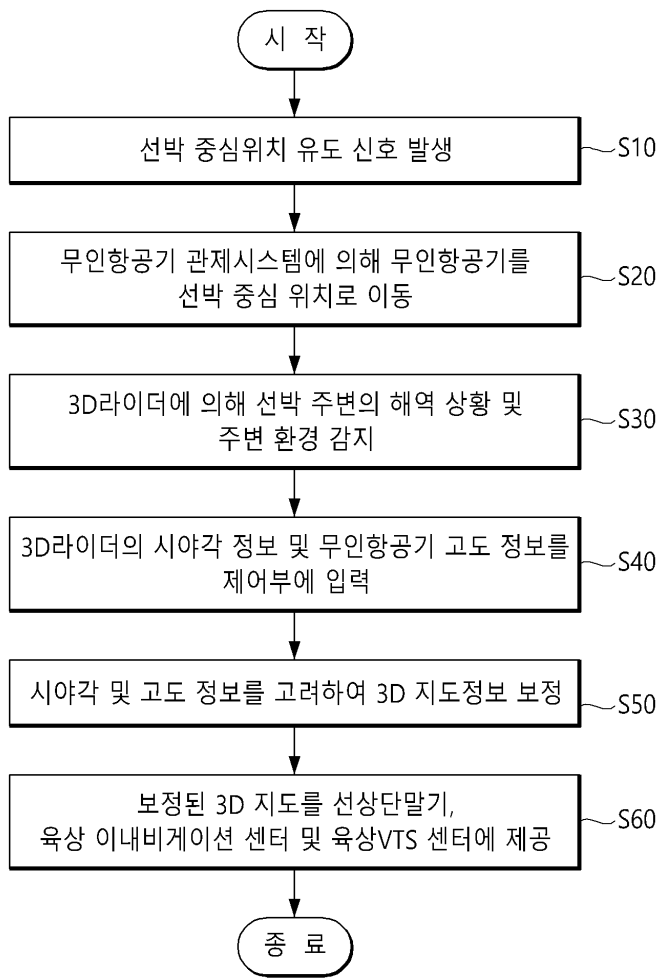 시 작
선박 중심위치 유도 신호 발생
S10
무인항공기 관제시스템에 의해 무인항공기를
선박 중심 위치로 이동
S20
3D라이더에 의해 선박 주변의 해역 상황 및
주변 환경 감지
S30
3D라이더의 시야각 정보 및 무인항공기 고도 정보를
제어부에 입력
S40
시야각 및 고도 정보를 고려하여 3D 지도정보 보정
S50
보정된 3D 지도를 선상단말기,
육상 이내비게이션 센터 및 육상VTS 센터에 제공
S60
종 료